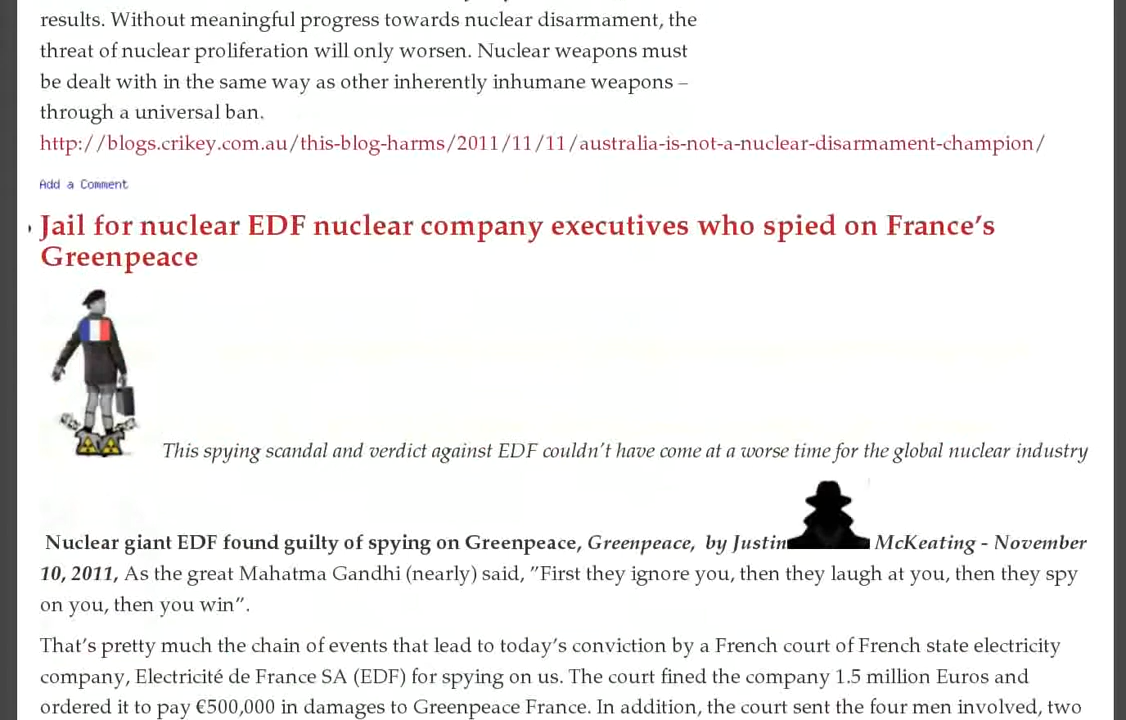 results. Without meaningful progress towards nuclear disarmament, the
threat of nuclear proliferation will only worsen. Nuclear weapons must
be dealt with in the same way as other inherently inhumane weapons –
through a universal ban.
http://blogs.crikey.com.au/this-blog-harms/2011/11/11/australia-is-not-a-nuclear-disarmament-champion/
Add a Comment
Jail for nuclear EDF nuclear company executives who spied on France's
Greenpeace
This spying scandal and verdict against EDF couldn't have come at a worse time for the global nuclear industry
Nuclear giant EDF found guilty of spying on Greenpeace, Greenpeace, by Justin McKeating - November
10, 2011, As the great Mahatma Gandhi (nearly) said, "First they ignore you, then they laugh at you, then they spy
on you, then you win".
That's pretty much the chain of events that lead to today's conviction by a French court of French state electricity
company, Electricité de France SA (EDF) for spying on us. The court fined the company 1.5 million Euros and
ordered it to pay €500,000 in damages to Greenpeace France. In addition, the court sent the four men involved, two